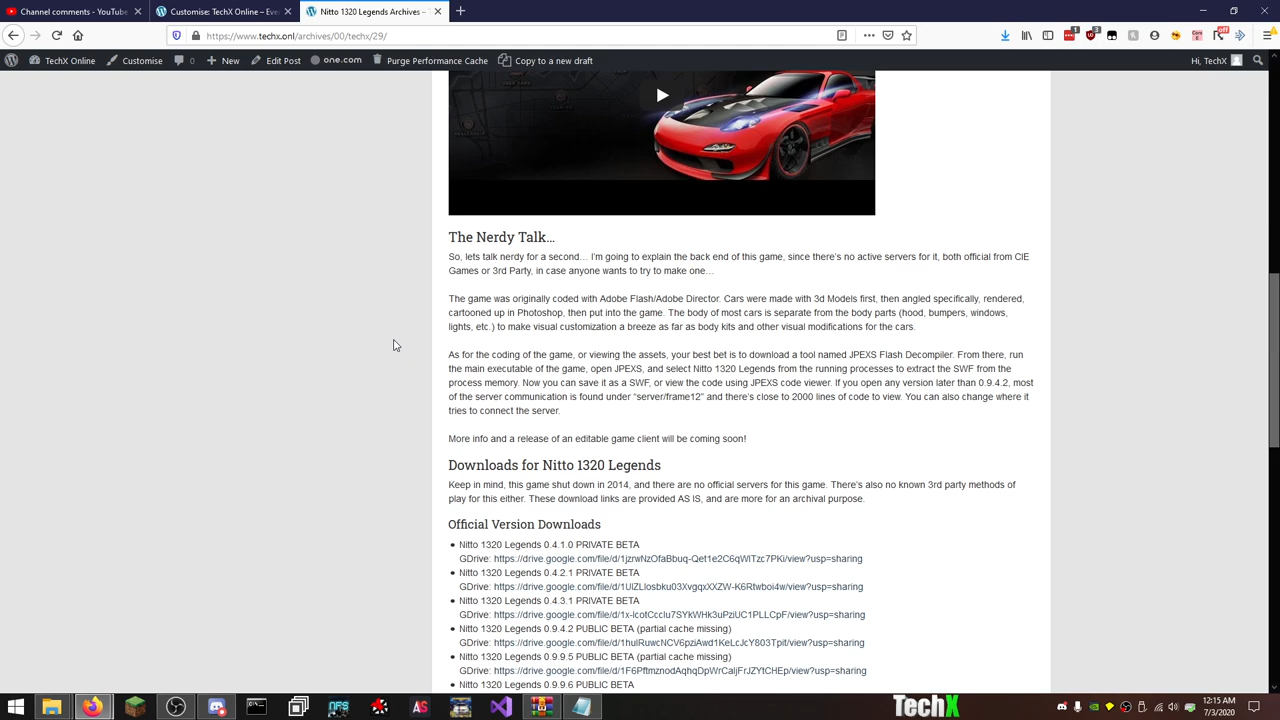 Channel comments - YouTube
Customise: TechX Online – Eve
Nitto 1320 Legends Archives –
https://www.techx.onl/archives/00/techx/29/
TechX Online
Customise
0
New
Edit Post
one.com
Purge Performance Cache
Copy to a new draft
Hi, TechX
The Nerdy Talk…
So, lets talk nerdy for a second… I'm going to explain the back end of this game, since there's no active servers for it, both official from CIE
Games or 3rd Party, in case anyone wants to try to make one…
The game was originally coded with Adobe Flash/Adobe Director. Cars were made with 3d Models first, then angled specifically, rendered,
cartooned up in Photoshop, then put into the game. The body of most cars is separate from the body parts (hood, bumpers, windows,
lights, etc.) to make visual customization a breeze as far as body kits and other visual modifications for the cars.
As for the coding of the game, or viewing the assets, your best bet is to download a tool named JPEXS Flash Decompiler. From there, run
the main executable of the game, open JPEXS, and select Nitto 1320 Legends from the running processes to extract the SWF from the
process memory. Now you can save it as a SWF, or view the code using JPEXS code viewer. If you open any version later than 0.9.4.2, most
of the server communication is found under "server/frame12" and there's close to 2000 lines of code to view. You can also change where it
tries to connect the server.
More info and a release of an editable game client will be coming soon!
Downloads for Nitto 1320 Legends
Keep in mind, this game shut down in 2014, and there are no official servers for this game. There's also no known 3rd party methods of
play for this either. These download links are provided AS IS, and are more for an archival purpose.
Official Version Downloads
Nitto 1320 Legends 0.4.1.0 PRIVATE BETA
GDrive: https://drive.google.com/file/d/1jzrwNzOfaBbuq-Qet1e2C6qWITzc7PKi/view?usp=sharing
Nitto 1320 Legends 0.4.2.1 PRIVATE BETA
GDrive: https://drive.google.com/file/d/1UlZLlosbku03XvgqxXXZW-K6Rtwboi4w/view?usp=sharing
Nitto 1320 Legends 0.4.3.1 PRIVATE BETA
GDrive: https://drive.google.com/file/d/1x-lcotCcclu7SYkWHk3uPziUC1PLLCpF/view?usp=sharing
Nitto 1320 Legends 0.9.4.2 PUBLIC BETA (partial cache missing)
GDrive: https://drive.google.com/file/d/1hulRuwcNCV6pziAwd1KeLcJcY803Tpit/view?usp=sharing
Nitto 1320 Legends 0.9.9.5 PUBLIC BETA (partial cache missing)
GDrive: https://drive.google.com/file/d/1F6PftmznodAqhqDpWrCaljFrJZYtCHEp/view?usp=sharing
Nitto 1320 Legends 0.9.9.6 PUBLIC BETA
TechX
12:15 AM
7/3/2020